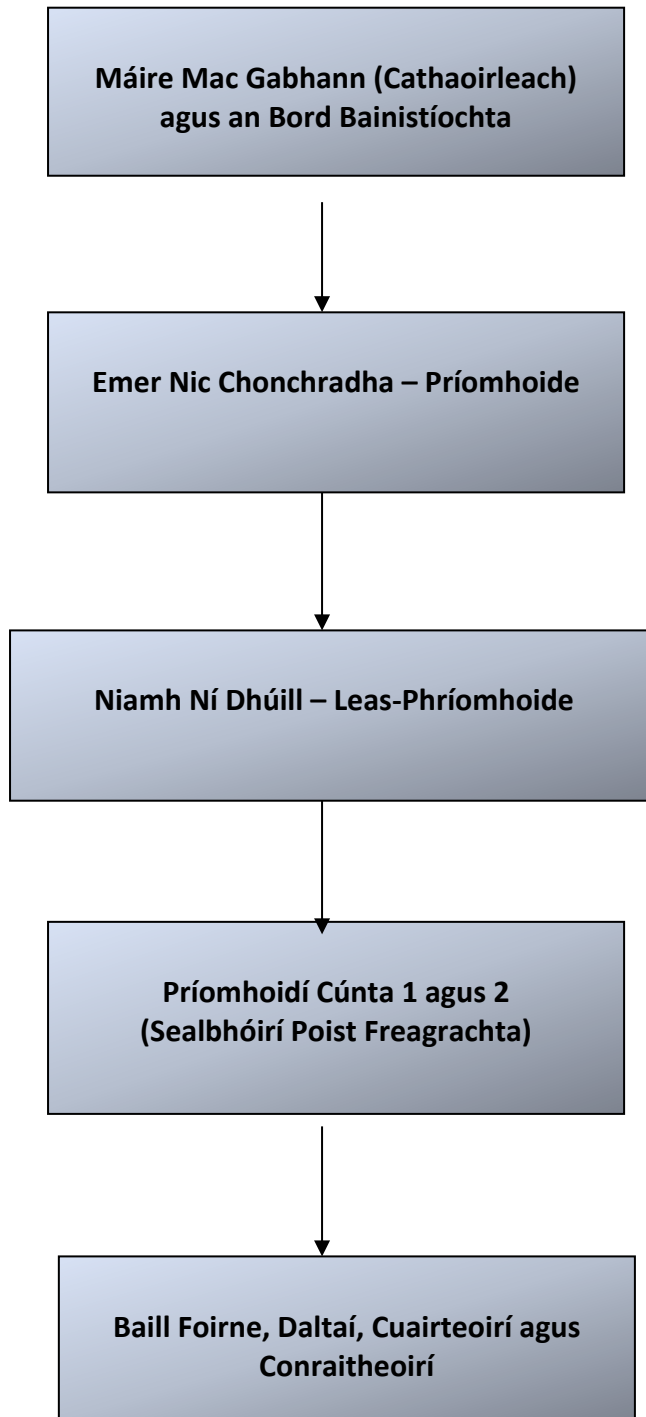 Máire Mac Gabhann (Cathaoirleach)
agus an Bord Bainistíochta
Emer Nic Chonchradha – Príomhoide
Niamh Ní Dhúill – Leas-Phríomhoide
Príomhoidí Cúnta 1 agus 2
(Sealbhóirí Poist Freagrachta)
Baill Foirne, Daltaí, Cuairteoirí agus
Conraitheoirí